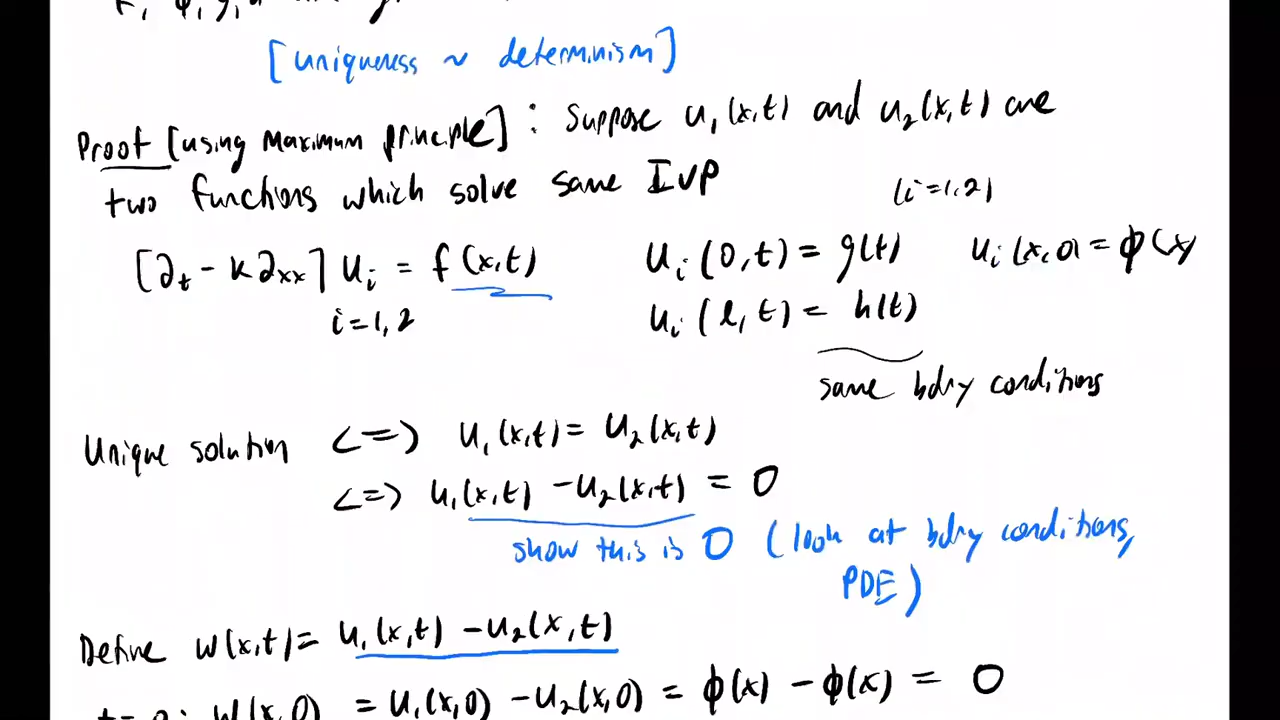 [uniqueness ~ determinism]
Proof [using Maximum principle] : Suppose u₁(x,t) and u₂(x,t) are
two functions which solve same IVP
(i=1,2)
[∂ₜ - k∂ₓₓ] uᵢ = f(x,t) uᵢ(0,t) = g(t) uᵢ(x,0) = ϕ(x)
i=1,2 uᵢ(l,t) = h(t)
same bdry conditions
Unique solution <=> u₁(x,t) = u₂(x,t)
<=> u₁(x,t) - u₂(x,t) = 0
show this is 0 (look at bdry conditions,
PDE)
Define w(x,t) = u₁(x,t) - u₂(x,t)
t=0: w(x,0) = u₁(x,0) - u₂(x,0) = ϕ(x) - ϕ(x) = 0